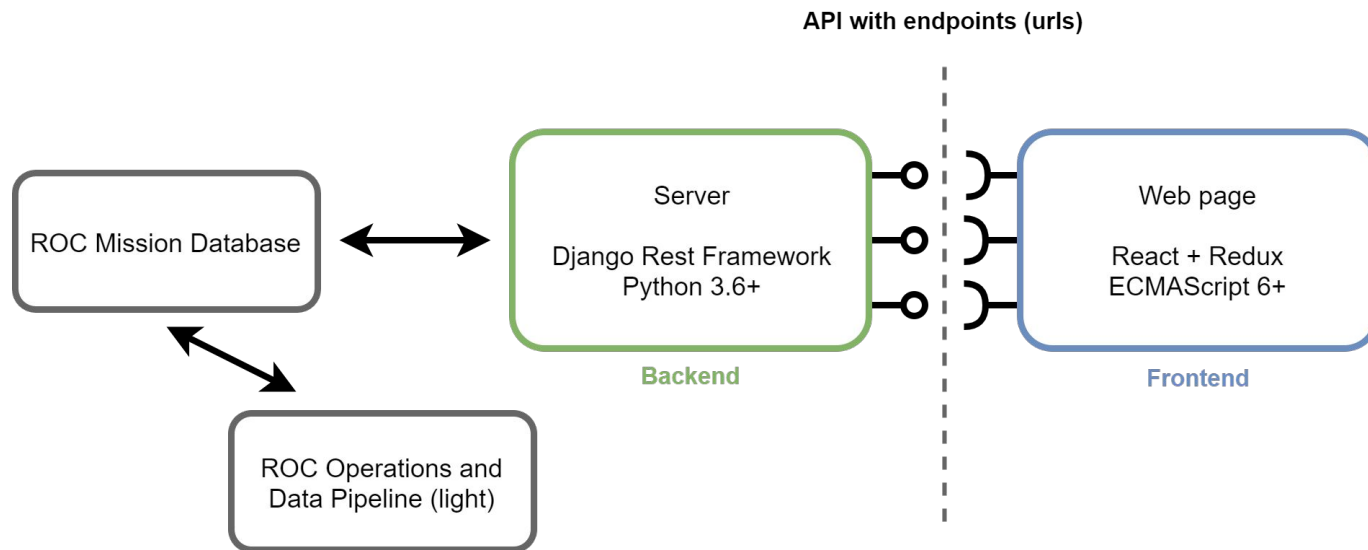 API with endpoints (urls)
ROC Mission Database
Server
Django Rest Framework
Python 3.6+
Backend
Web page
React + Redux
ECMAScript 6+
Frontend
ROC Operations and
Data Pipeline (light)